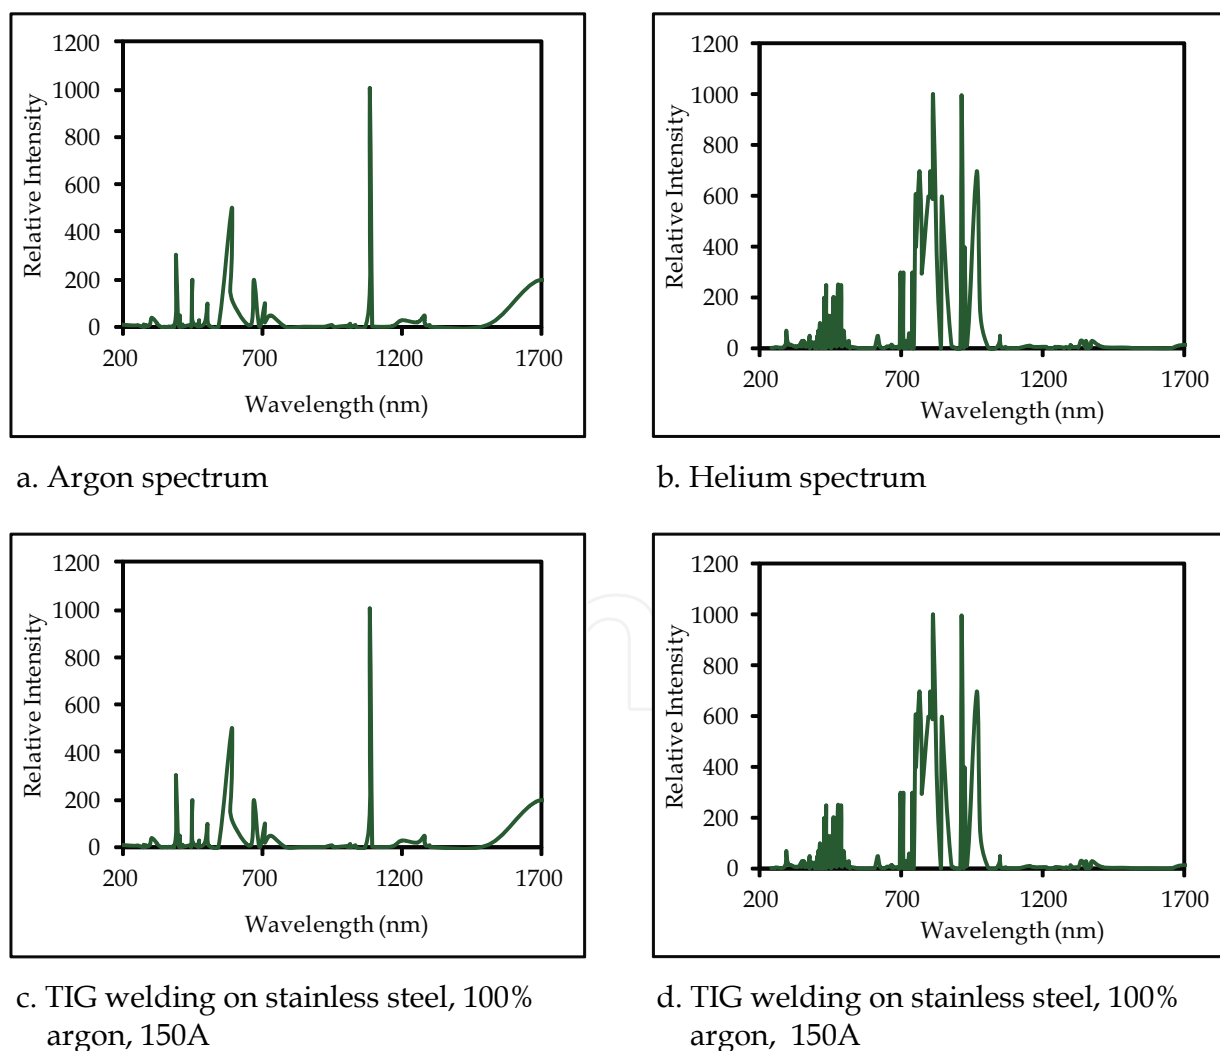 1200
1000
800
600
400
200
0
200 700 1200 1700
Relative Intensity
Wavelength (nm)
a. Argon spectrum
1200
1000
800
600
400
200
0
200 700 1200 1700
Relative Intensity
Wavelength (nm)
b. Helium spectrum
1200
1000
800
600
400
200
0
200 700 1200 1700
Relative Intensity
Wavelength (nm)
c. TIG welding on stainless steel, 100%
argon, 150A
1200
1000
800
600
400
200
0
200 700 1200 1700
Relative Intensity
Wavelength (nm)
d. TIG welding on stainless steel, 100%
argon, 150A